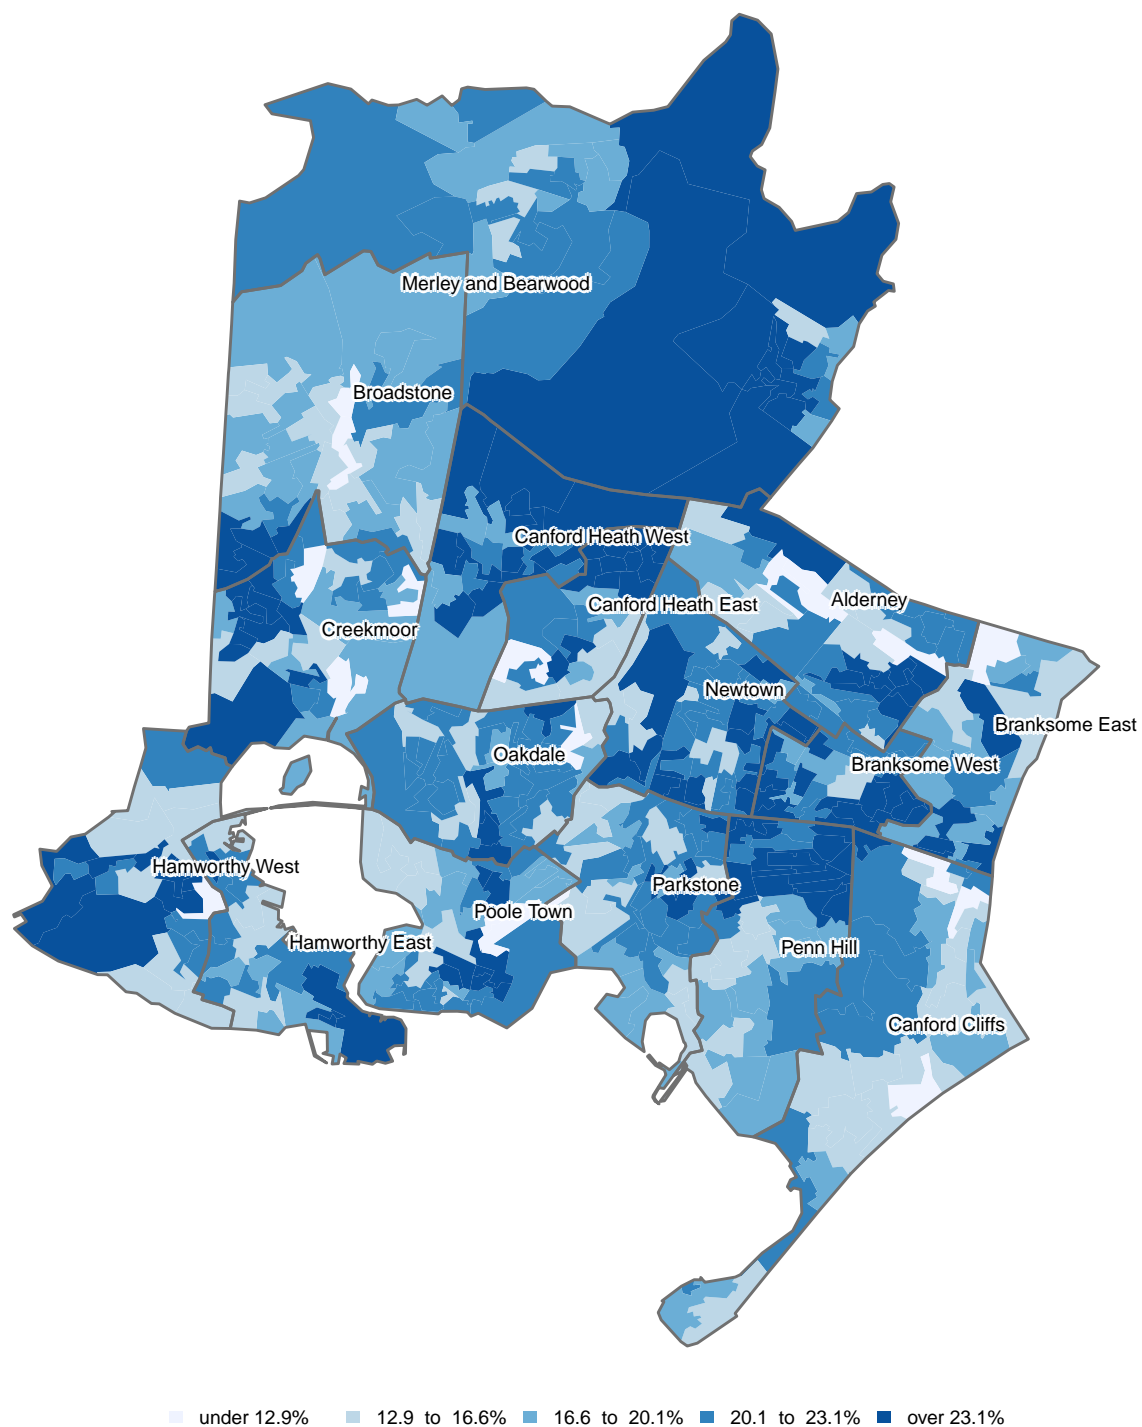 Merley and Bearwood
Broadstone
Canford Heath West
Canford Heath East
Alderney
Creekmoor
Newtown
Branksome East
Oakdale
Branksome West
Hamworthy West
Parkstone
Poole Town
Hamworthy East
Penn Hill
Canford Cliffs
under 12.9% 12.9 to 16.6% 16.6 to 20.1% 20.1 to 23.1% over 23.1%